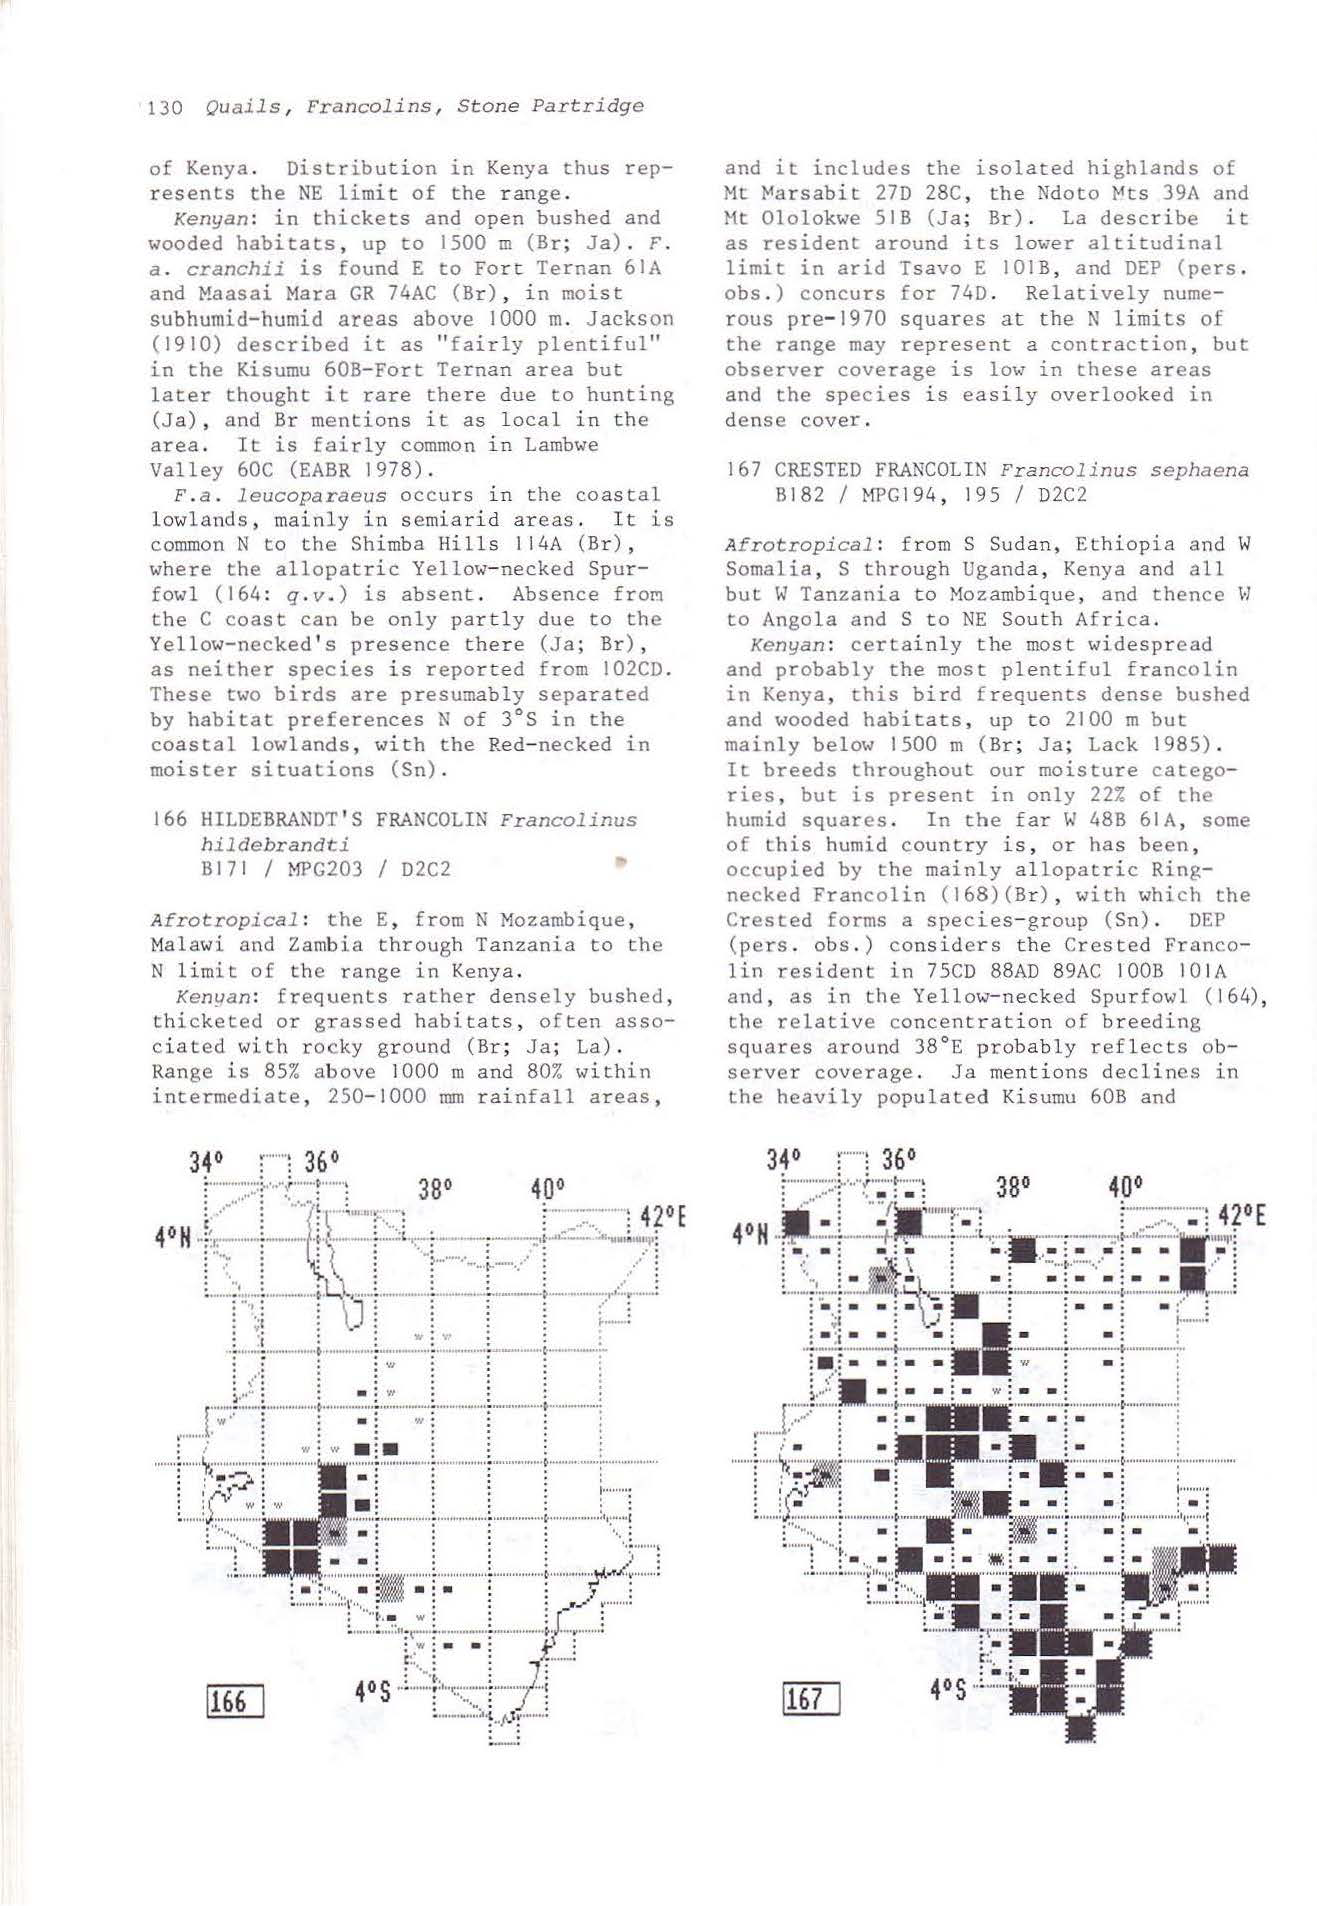 130 Quails, Francolins, Stone Partridge
of Kenya. Distribution in Kenya thus rep-
resents the NE limit of the range.
Kenyan: in thickets and open bushed and
wooded habitats, up to 1500 m (Br; Ja). F.
a. cranchii is found E to Fort Ternan 61A
and Maasai Mara GR 74AC (Br), in moist
subhumid-humid areas above 1000 m. Jackson
(1910) described it as "fairly plentiful"
in the Kisumu 60B-Fort Ternan area but
later thought it rare there due to hunting
(Ja), and Br mentions it as local in the
area. It is fairly common in Lambwe
Valley 60C (EABR 1978).
F.a. leucoparaeus occurs in the coastal
lowlands, mainly in semiarid areas. It is
common N to the Shimba Hills 114A (Br),
where the allopatric Yellow-necked Spur-
fowl (164: q.v.) is absent. Absence from
the C coast can be only partly due to the
Yellow-necked's presence there (Ja; Br),
as neither species is reported from 102CD.
These two birds are presumably separated
by habitat preferences N of 3°S in the
coastal lowlands, with the Red-necked in
moister situations (Sn).
166 HILDEBRANDT'S FRANCOLIN Francolinus
hildebrandti
B171 / MPG203 / D2C2
Afrotropical: the E, from N Mozambique,
Malawi and Zambia through Tanzania to the
N limit of the range in Kenya.
Kenyan: frequents rather densely bushed,
thicketed or grassed habitats, often asso-
ciated with rocky ground (Br; Ja; La).
Range is 85% above 1000 m and 80% within
intermediate, 250-1000 mm rainfall areas,
and it includes the isolated highlands of
Mt Marsabit 27D 28C, the Ndoto Mts 39A and
Mt Ololokwe 51B (Ja; Br). La describe it
as resident around its lower altitudinal
limit in arid Tsavo E 101B, and DEP (pers.
obs.) concurs for 74D. Relatively nume-
rous pre-1970 squares at the N limits of
the range may represent a contraction, but
observer coverage is low in these areas
and the species is easily overlooked in
dense cover.
167 CRESTED FRANCOLIN Francolinus sephaena
B182 / MPG194, 195 / D2C2
Afrotropical: from S Sudan, Ethiopia and W
Somalia, S through Uganda, Kenya and all
but W Tanzania to Mozambique, and thence W
to Angola and S to NE South Africa.
Kenyan: certainly the most widespread
and probably the most plentiful francolin
in Kenya, this bird frequents dense bushed
and wooded habitats, up to 2100 m but
mainly below 1500 m (Br; Ja; Lack 1985).
It breeds throughout our moisture catego-
ries, but is present in only 22% of the
humid squares. In the far W 48B 61A, some
of this humid country is, or has been,
occupied by the mainly allopatric Ring-
necked Francolin (168)(Br), with which the
Crested forms a species-group (Sn). DEP
(pers. obs.) considers the Crested Franco-
lin resident in 75CD 88AD 89AC 100B 101A
and, as in the Yellow-necked Spurfowl (164),
the relative concentration of breeding
squares around 38°E probably reflects ob-
server coverage. Ja mentions declines in
the heavily populated Kisumu 60B and
34° 36°
38° 40°
42°E
4°N
4°S
166
34° 36°
38° 40°
42°E
4°N
4°S
167